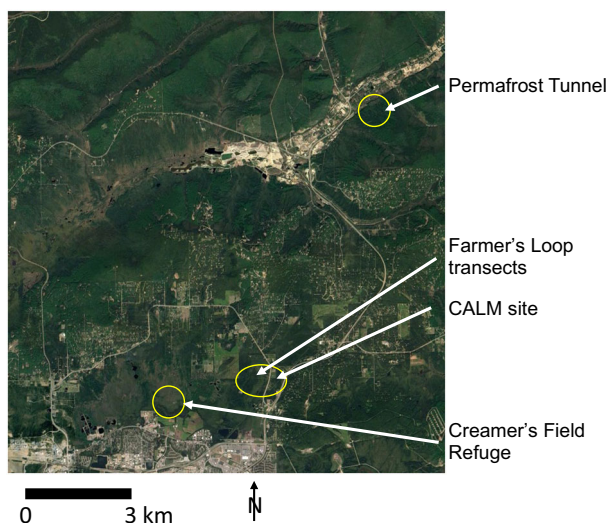 Permafrost Tunnel
Farmer's Loop
transects
CALM site
Creamer's Field
Refuge
0 3 km
N